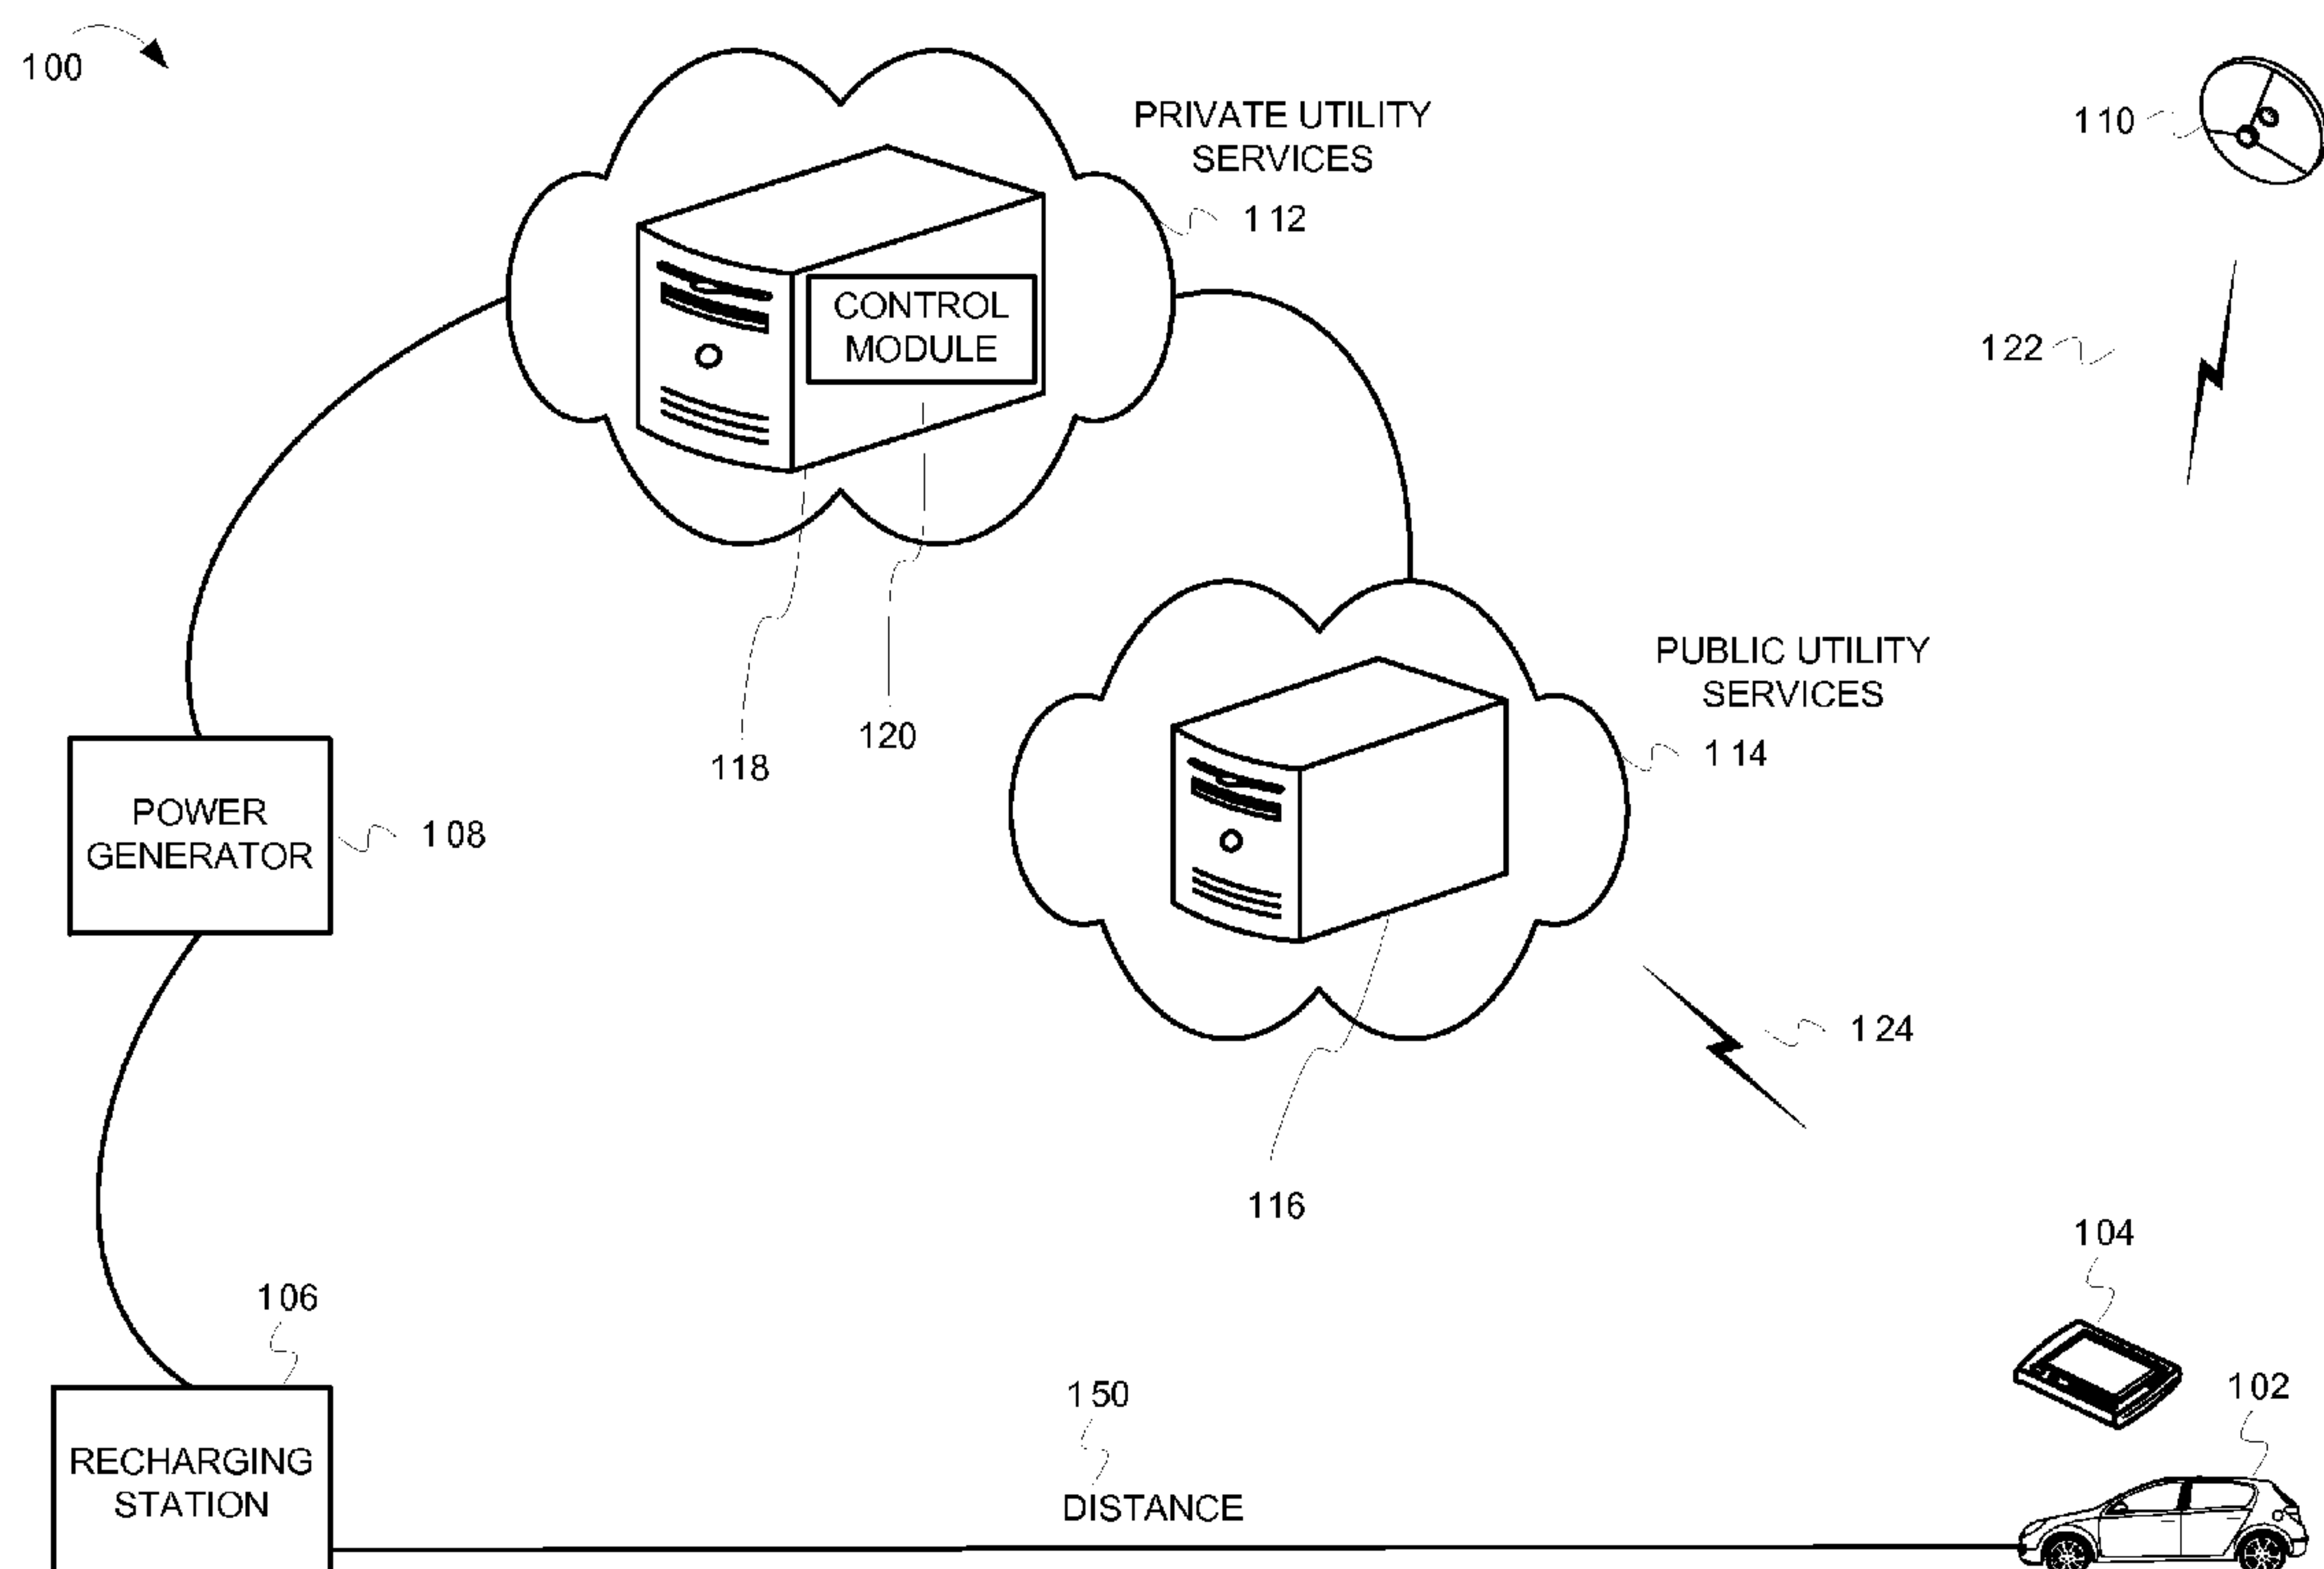 100
PRIVATE UTILITY
SERVICES
110
112
CONTROL
MODULE
122
PUBLIC UTILITY
SERVICES
120
118
114
POWER
GENERATOR
108
124
116
104
106
150
102
RECHARGING
STATION
DISTANCE